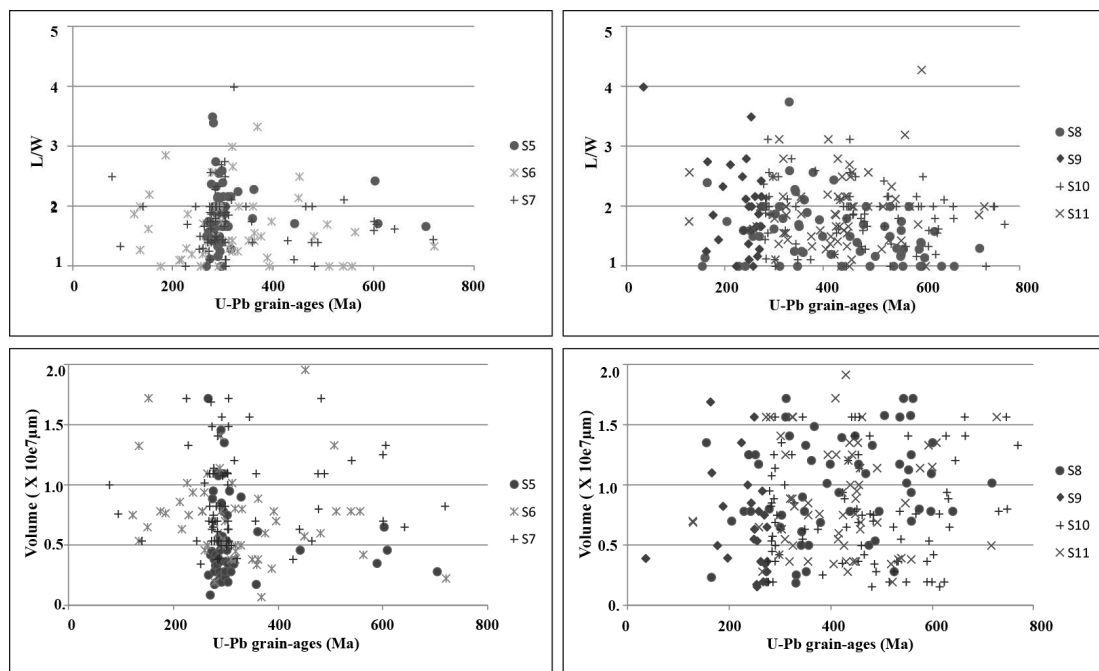 5
4
3
2
1
L/W
0
200
400
600
800
U-Pb grain-ages (Ma)
S5
S6
S7
5
4
3
2
1
L/W
0
200
400
600
800
U-Pb grain-ages (Ma)
S8
S9
S10
S11
2.0
1.5
1.0
0.5
0.
Volume ( X 10e7μm)
0
200
400
600
800
U-Pb grain-ages (Ma)
S5
S6
S7
2.0
1.5
1.0
0.5
0.
Volume ( X 10e7μm)
0
200
400
600
800
U-Pb grain-ages (Ma)
S8
S9
S10
S11